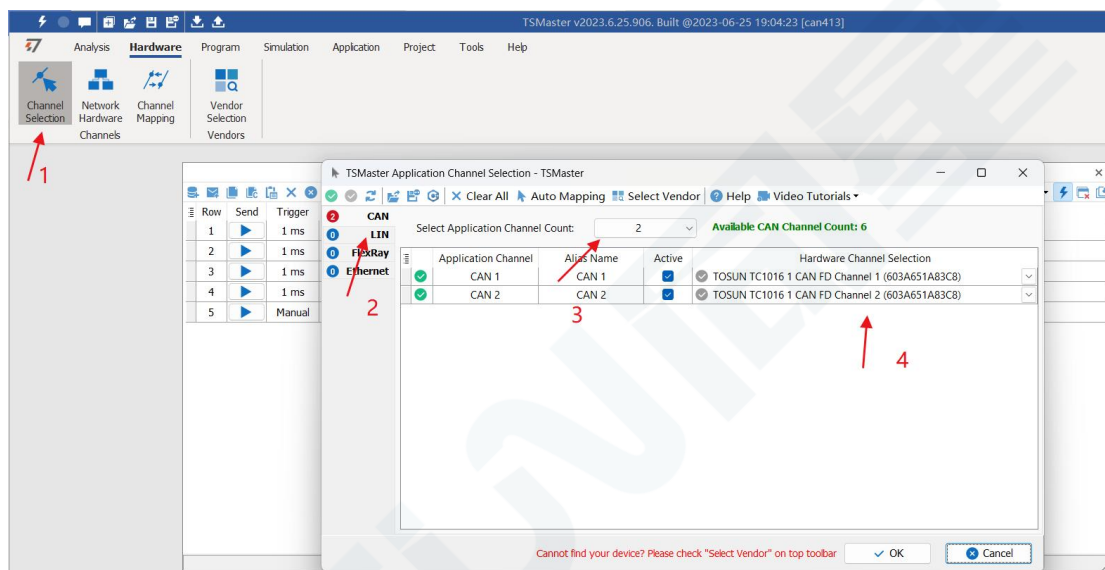 TSMaster v2023.6.25.906. Built @2023-06-25 19:04:23 [can413]
Analysis Hardware Program Simulation Application Project Tools Help
Channel Selection
Network Hardware
Channel Mapping
Vendor Selection
Channels
Vendors
1
TSMaster Application Channel Selection - TSMaster
Clear All Auto Mapping Select Vendor Help Video Tutorials
Row Send Trigger
1 1 ms
2 1 ms
3 1 ms
4 1 ms
5 Manual
2 CAN
0 LIN
0 FlexRay
0 Ethernet
Select Application Channel Count: 2 Available CAN Channel Count: 6
Application Channel Alias Name Active Hardware Channel Selection
CAN 1 CAN 1 TOSUN TC1016 1 CAN FD Channel 1 (603A651A83C8)
CAN 2 CAN 2 TOSUN TC1016 1 CAN FD Channel 2 (603A651A83C8)
2
3
4
Cannot find your device? Please check "Select Vendor" on top toolbar OK Cancel